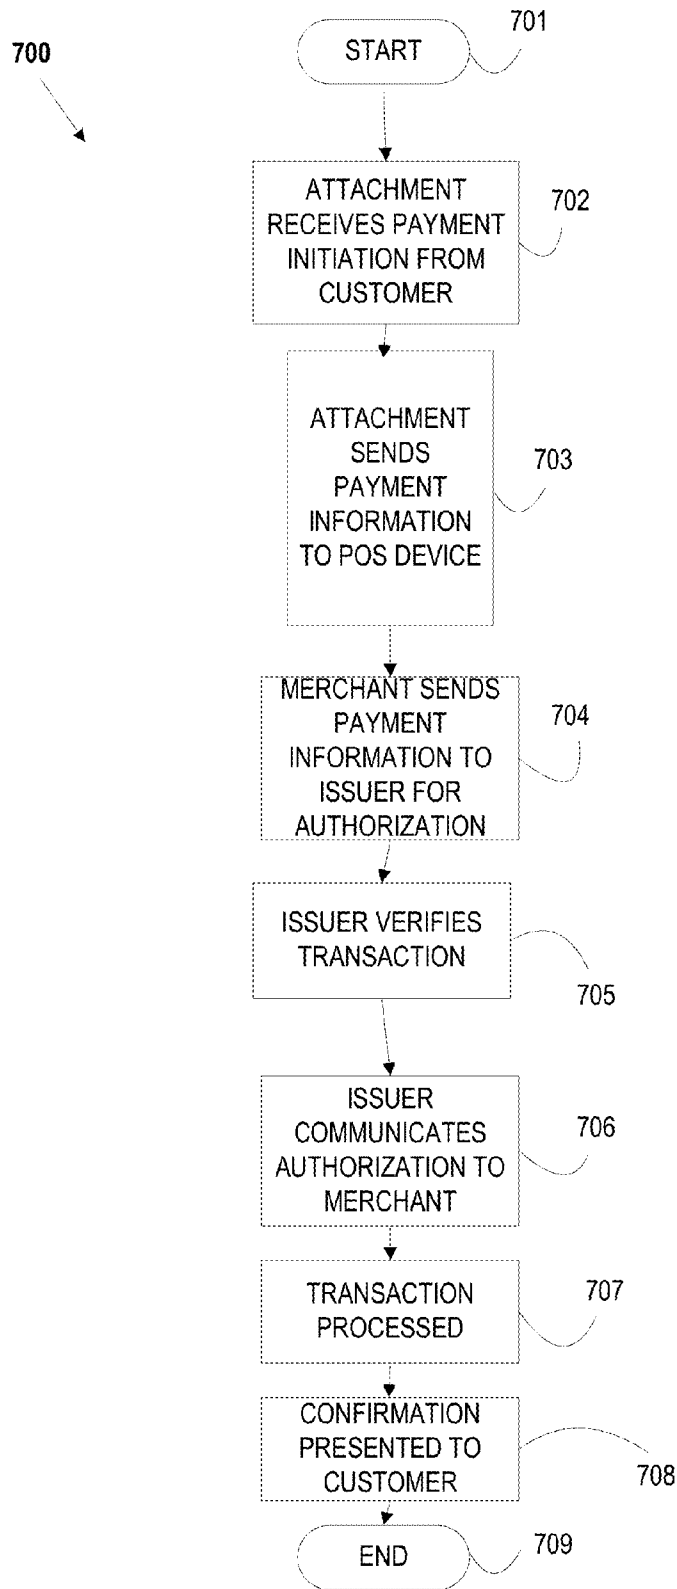 701
START
700
ATTACHMENT
RECEIVES PAYMENT
INITIATION FROM
CUSTOMER
702
ATTACHMENT
SENDS
PAYMENT
INFORMATION
TO POS DEVICE
703
MERCHANT SENDS
PAYMENT
INFORMATION TO
ISSUER FOR
AUTHORIZATION
704
ISSUER VERIFIES
TRANSACTION
705
ISSUER
COMMUNICATES
AUTHORIZATION TO
MERCHANT
706
TRANSACTION
PROCESSED
707
CONFIRMATION
PRESENTED TO
CUSTOMER
708
END
709